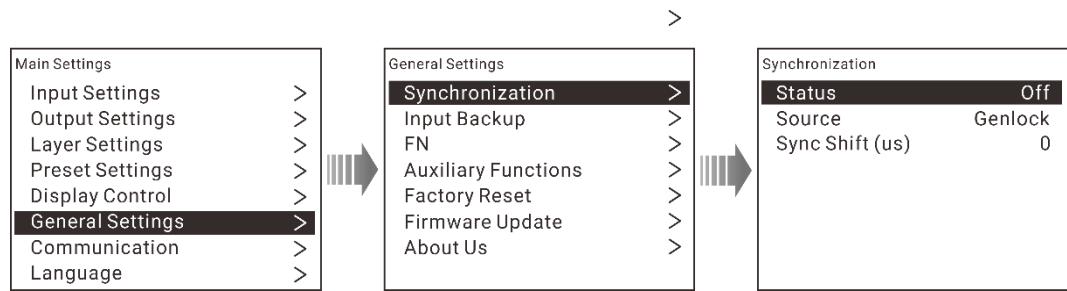 >
Main Settings
Input Settings >
Output Settings >
Layer Settings >
Preset Settings >
Display Control >
General Settings >
Communication >
Language >
General Settings
Synchronization >
Input Backup >
FN >
Auxiliary Functions >
Factory Reset >
Firmware Update >
About Us >
Synchronization
Status Off
Source Genlock
Sync Shift (us) 0